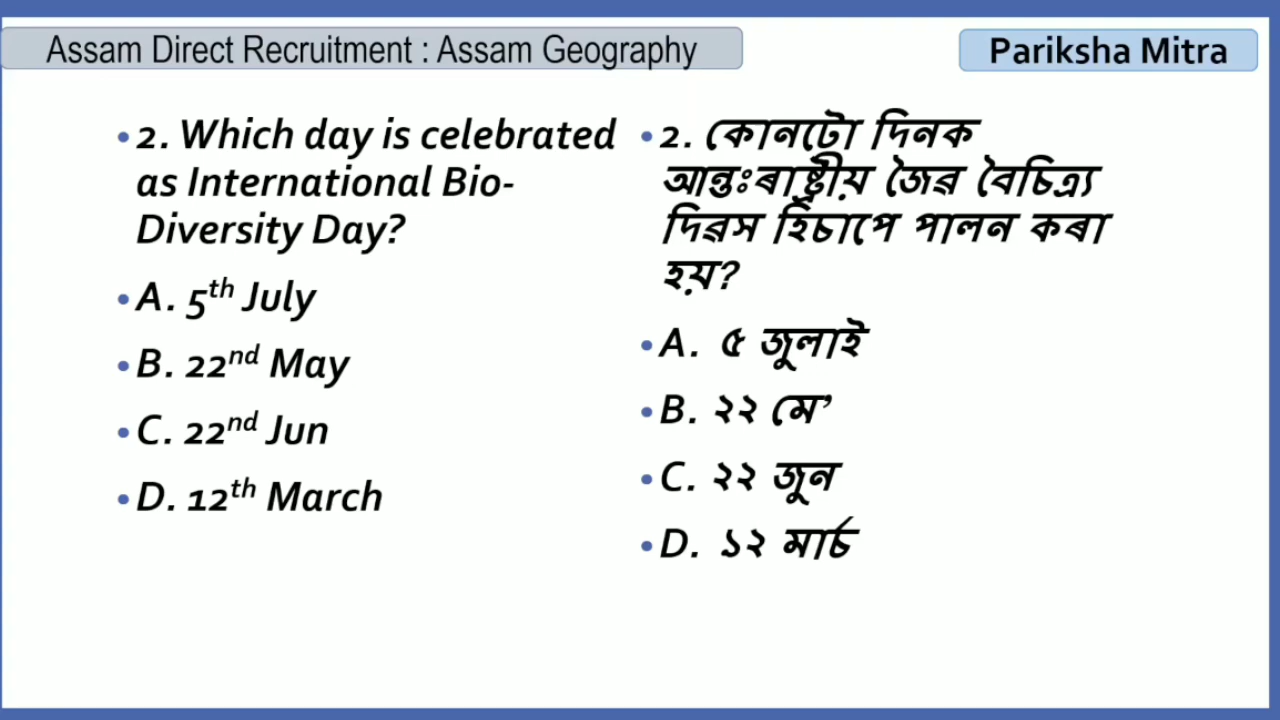 Assam Direct Recruitment : Assam Geography
Pariksha Mitra
• 2. Which day is celebrated
as International Bio-
Diversity Day?
• A. 5th July
• B. 22nd May
• C. 22nd Jun
• D. 12th March
• 2. কোনটো দিনক
আন্তঃৰাষ্ট্ৰীয় জৈৱ বৈচিত্ৰ্য
দিৱস হিচাপে পালন কৰা
হয়?
• A. ৫ জুলাই
• B. ২২ মে’
• C. ২২ জুন
• D. ১২ মাৰ্চ